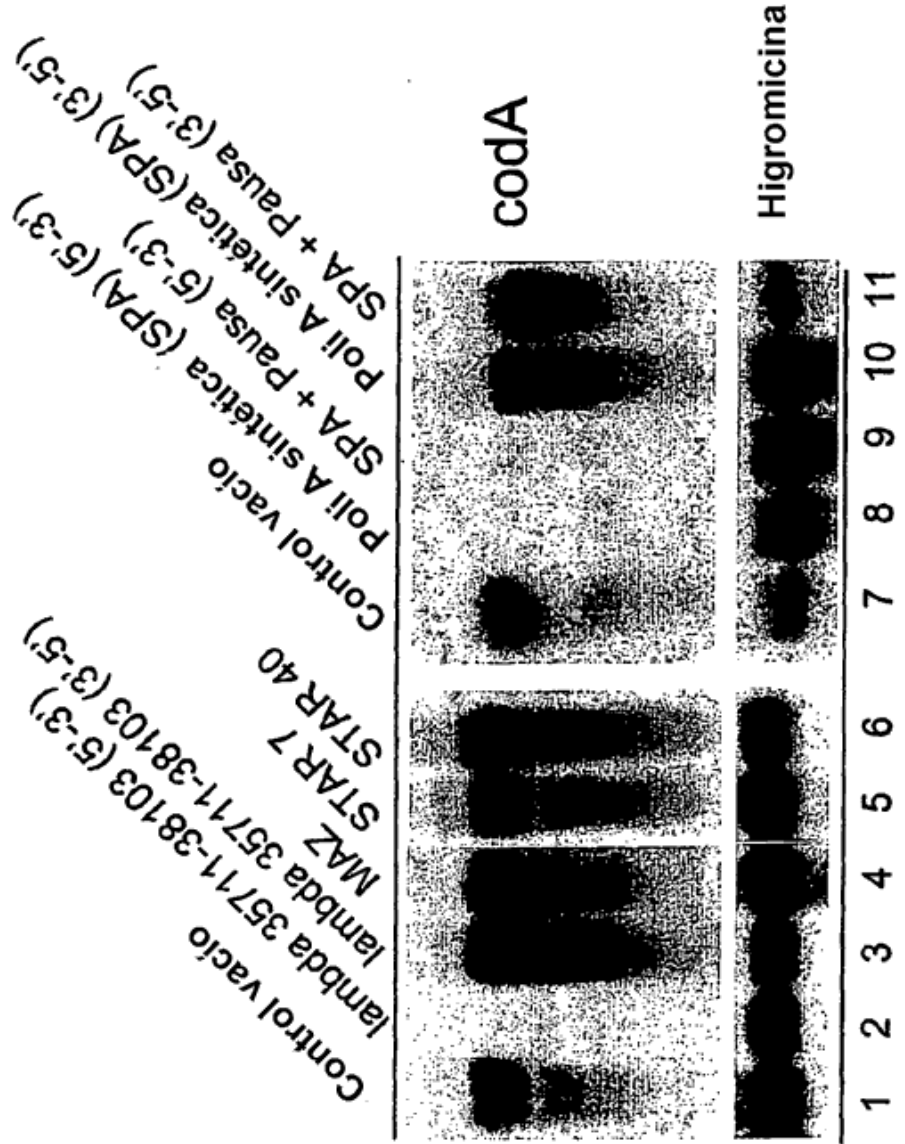 Control vacío
lambda 35711-38103 (5'-3')
lambda 35711-38103 (3'-5')
MAZ
STAR 7
STAR 40
Control vacío
Poli A sintética (SPA) (5'-3')
SPA + Pausa (5'-3')
Poli A sintética (SPA) (3'-5')
SPA + Pausa (3'-5')
codA
Higromicina
1 2 3 4 5 6 7 8 9 10 11